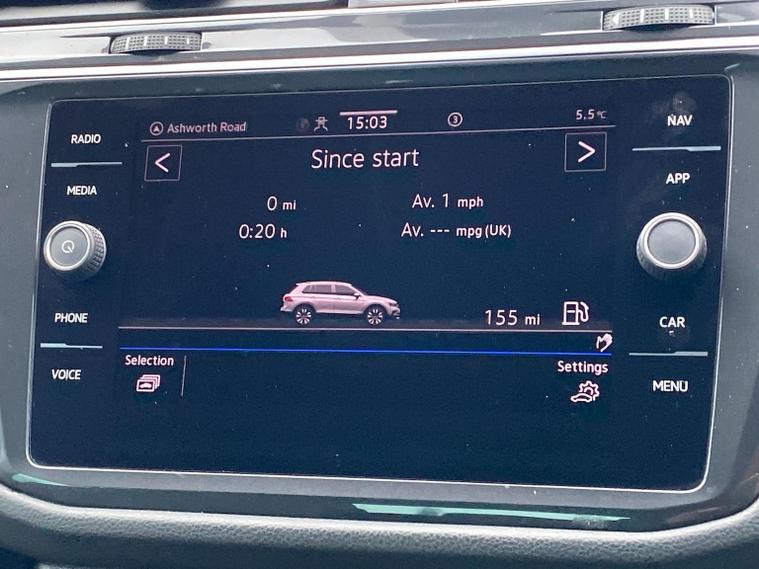 RADIO
MEDIA
PHONE
VOICE
Ashworth Road
15:03
3
5.5°C
< Since start >
0 mi
Av. 1 mph
0:20 h
Av. --- mpg (UK)
155 mi
Selection
Settings
NAV
APP
CAR
MENU